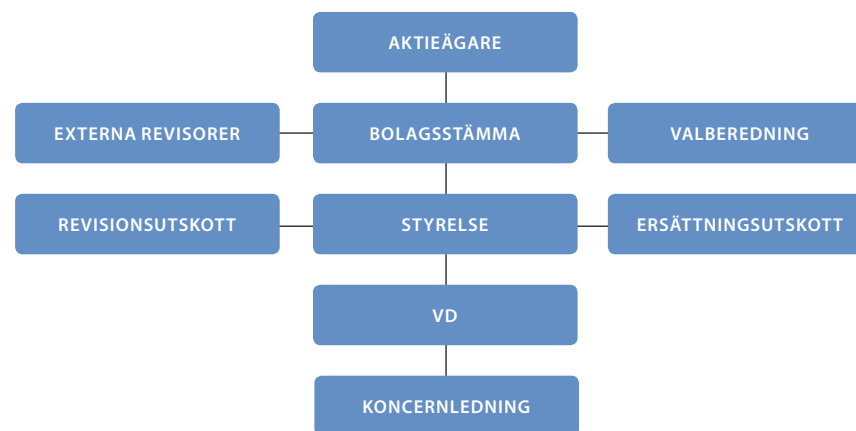 AKTIEÄGARE
EXTERNA REVISORER
BOLAGSSTÄMMA
VALBEREDNING
REVISIONSUTSKOTT
STYRELSE
ERSÄTTNINGSUTSKOTT
VD
KONCERNLEDNING